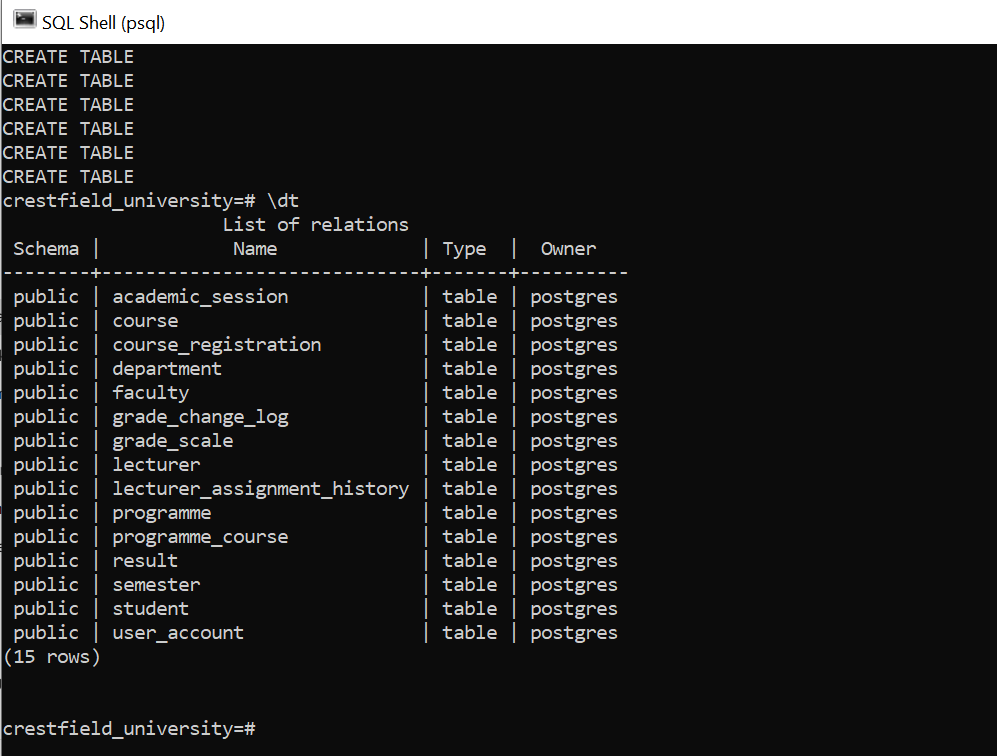 SQL Shell (psql)
CREATE TABLE
CREATE TABLE
CREATE TABLE
CREATE TABLE
CREATE TABLE
CREATE TABLE
crestfield_university=# \dt
                    List of relations
 Schema |            Name             | Type  |  Owner
--------+-----------------------------+-------+----------
 public | academic_session            | table | postgres
 public | course                      | table | postgres
 public | course_registration         | table | postgres
 public | department                  | table | postgres
 public | faculty                     | table | postgres
 public | grade_change_log            | table | postgres
 public | grade_scale                 | table | postgres
 public | lecturer                    | table | postgres
 public | lecturer_assignment_history | table | postgres
 public | programme                   | table | postgres
 public | programme_course            | table | postgres
 public | result                      | table | postgres
 public | semester                    | table | postgres
 public | student                     | table | postgres
 public | user_account                | table | postgres
(15 rows)
crestfield_university=#